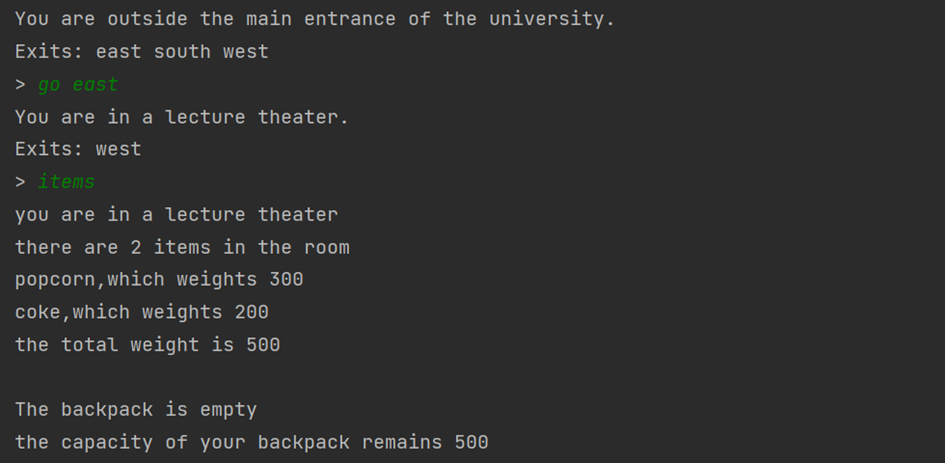 You are outside the main entrance of the university.
Exits: east south west
> go east
You are in a lecture theater.
Exits: west
> items
you are in a lecture theater
there are 2 items in the room
popcorn,which weights 300
coke,which weights 200
the total weight is 500
The backpack is empty
the capacity of your backpack remains 500